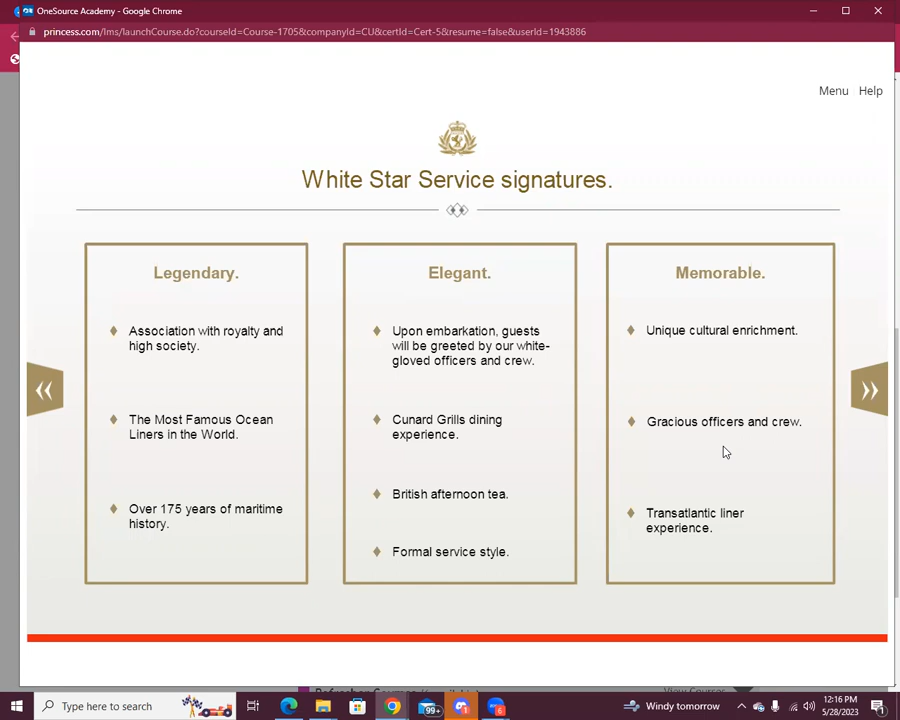 OneSource Academy - Google Chrome
princess.com/lms/launchCourse.do?courseId=Course-1705&companyId=CU&certId=Cert-5&resume=false&userId=1943886
Menu Help
White Star Service signatures.
Legendary.
Association with royalty and
high society.
The Most Famous Ocean
Liners in the World.
Over 175 years of maritime
history.
Elegant.
Upon embarkation, guests
will be greeted by our white-
gloved officers and crew.
Cunard Grills dining
experience.
British afternoon tea.
Formal service style.
Memorable.
Unique cultural enrichment.
Gracious officers and crew.
Transatlantic liner
experience.
Type here to search
99+
6
Windy tomorrow
12:16 PM
5/28/2023
1